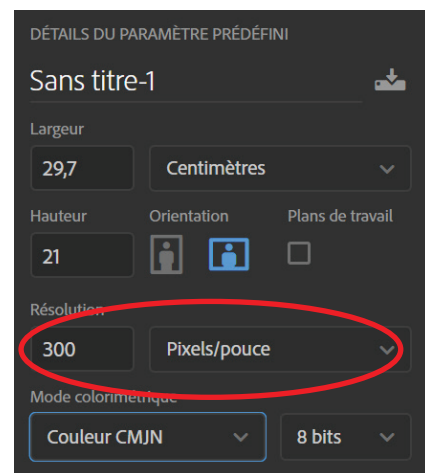 DÉTAILS DU PARAMÈTRE PRÉDÉFINI
Sans titre-1
Largeur
29,7 Centimètres
Hauteur Orientation Plans de travail
21
Résolution
300 Pixels/pouce
Mode colorimétrique
Couleur CMJN 8 bits